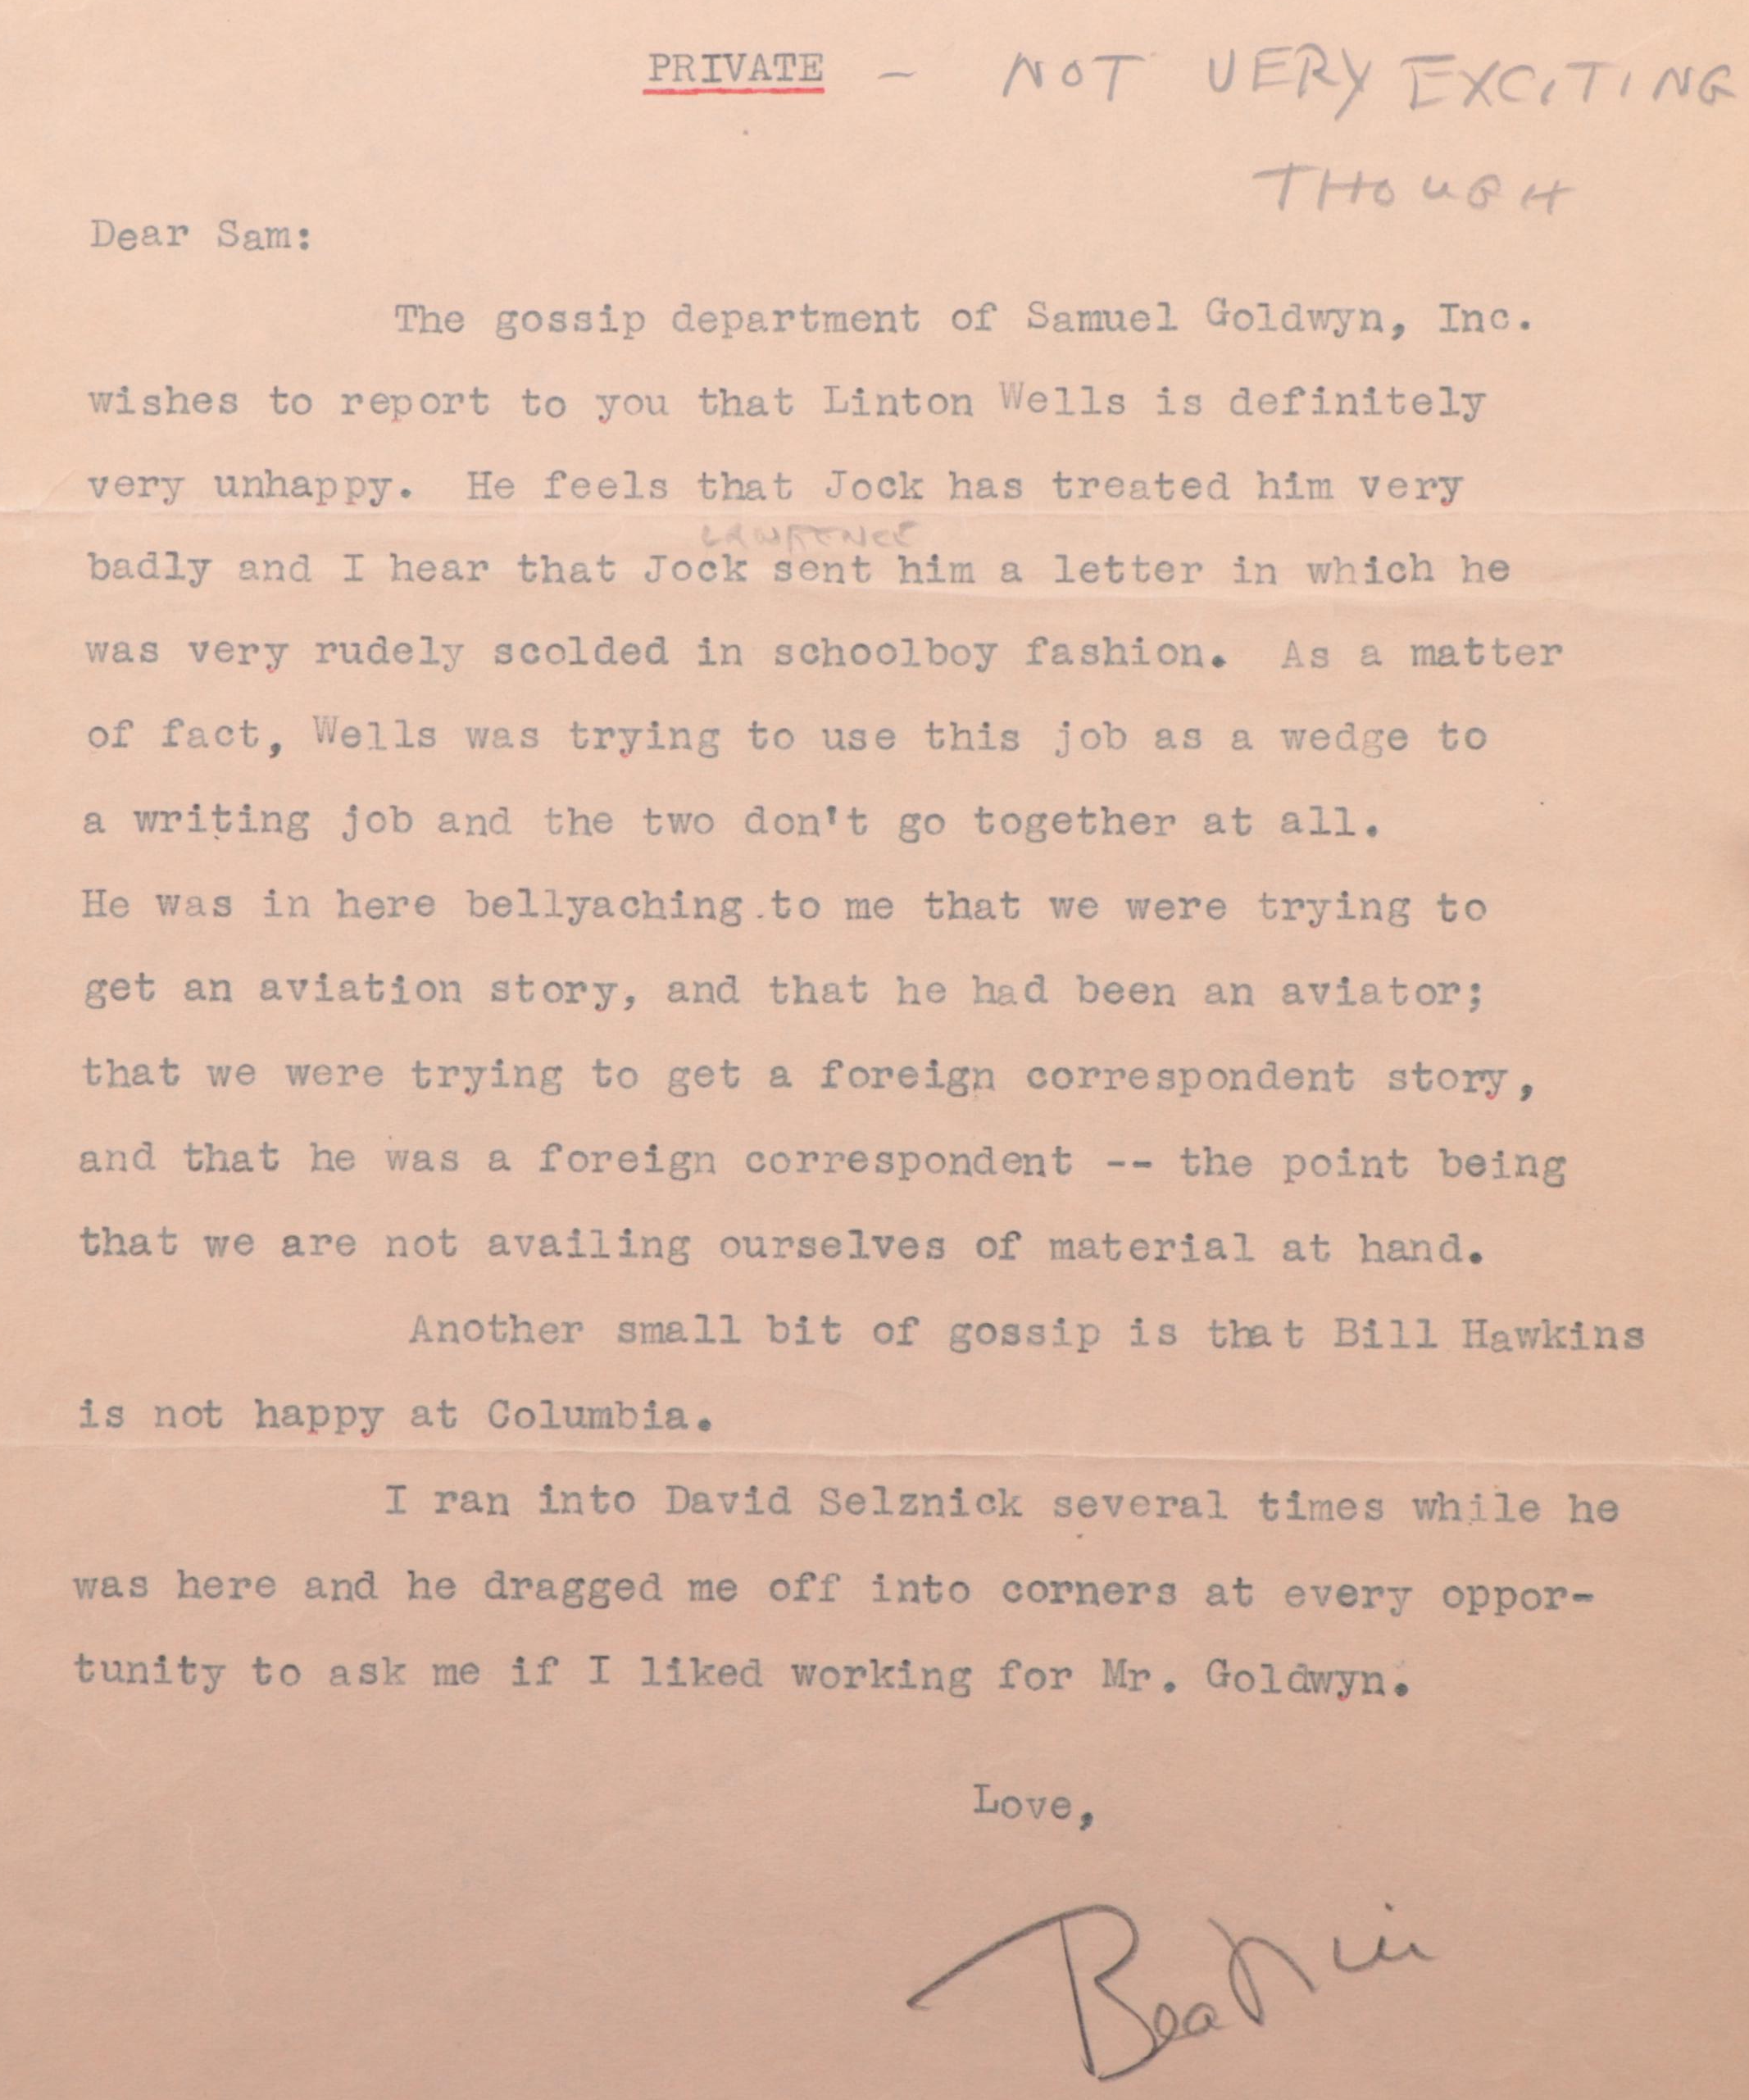 PRIVATE - NOT VERY EXCITING
THOUGH
Dear Sam:
The gossip department of Samuel Goldwyn, Inc.
wishes to report to you that Linton Wells is definitely
very unhappy. He feels that Jock has treated him very
LAWRENCE
badly and I hear that Jock sent him a letter in which he
was very rudely scolded in schoolboy fashion. As a matter
of fact, Wells was trying to use this job as a wedge to
a writing job and the two don't go together at all.
He was in here bellyaching to me that we were trying to
get an aviation story, and that he had been an aviator;
that we were trying to get a foreign correspondent story,
and that he was a foreign correspondent -- the point being
that we are not availing ourselves of material at hand.
Another small bit of gossip is that Bill Hawkins
is not happy at Columbia.
I ran into David Selznick several times while he
was here and he dragged me off into corners at every oppor-
tunity to ask me if I liked working for Mr. Goldwyn.
Love,